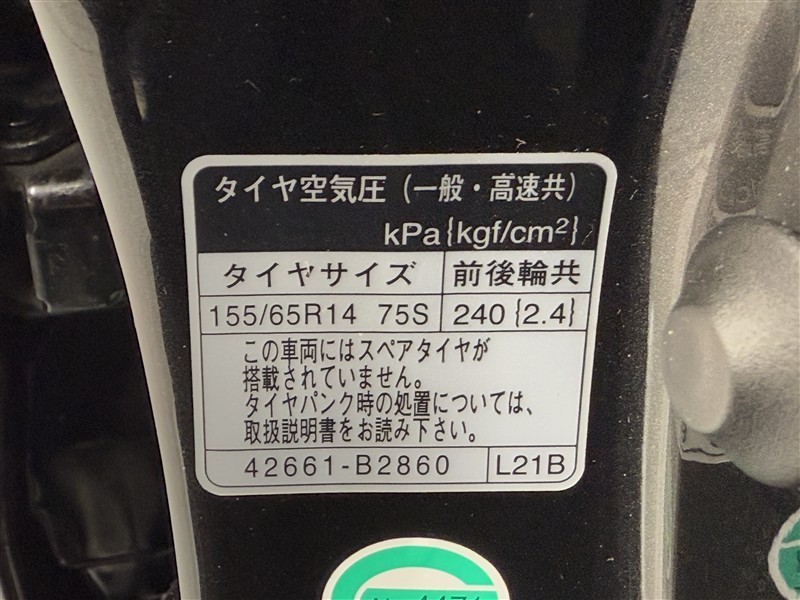 タイヤ空気圧（一般・高速共）
kPa{kgf/cm²}
タイヤサイズ 前後輪共
155/65R14 75S 240{2.4}
この車両にはスペアタイヤが
搭載されていません。
タイヤパンク時の処置については、
取扱説明書をお読み下さい。
42661-B2860 L21B